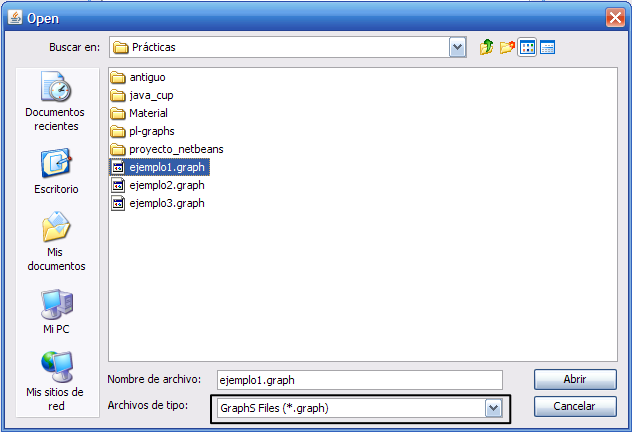 Open
Buscar en:
Prácticas
Documentos
recientes
Escritorio
Mis
documentos
Mi PC
Mis sitios de
red
antiguo
java_cup
Material
pl-graphs
proyecto_netbeans
ejemplo1.graph
ejemplo2.graph
ejemplo3.graph
Nombre de archivo:
ejemplo1.graph
Abrir
Archivos de tipo:
GraphS Files (*.graph)
Cancelar